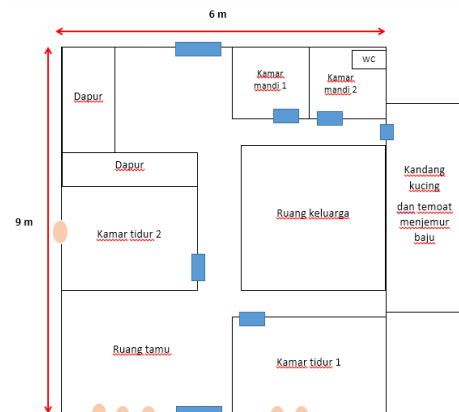 6 m
wc
Kamar
mandi 1
Kamar
mandi 2
Dapur
Dapur
Kandang
kucing
dan temoat
menjemur
baju
Ruang keluarga
9 m
Kamar tidur 2
Ruang tamu
Kamar tidur 1